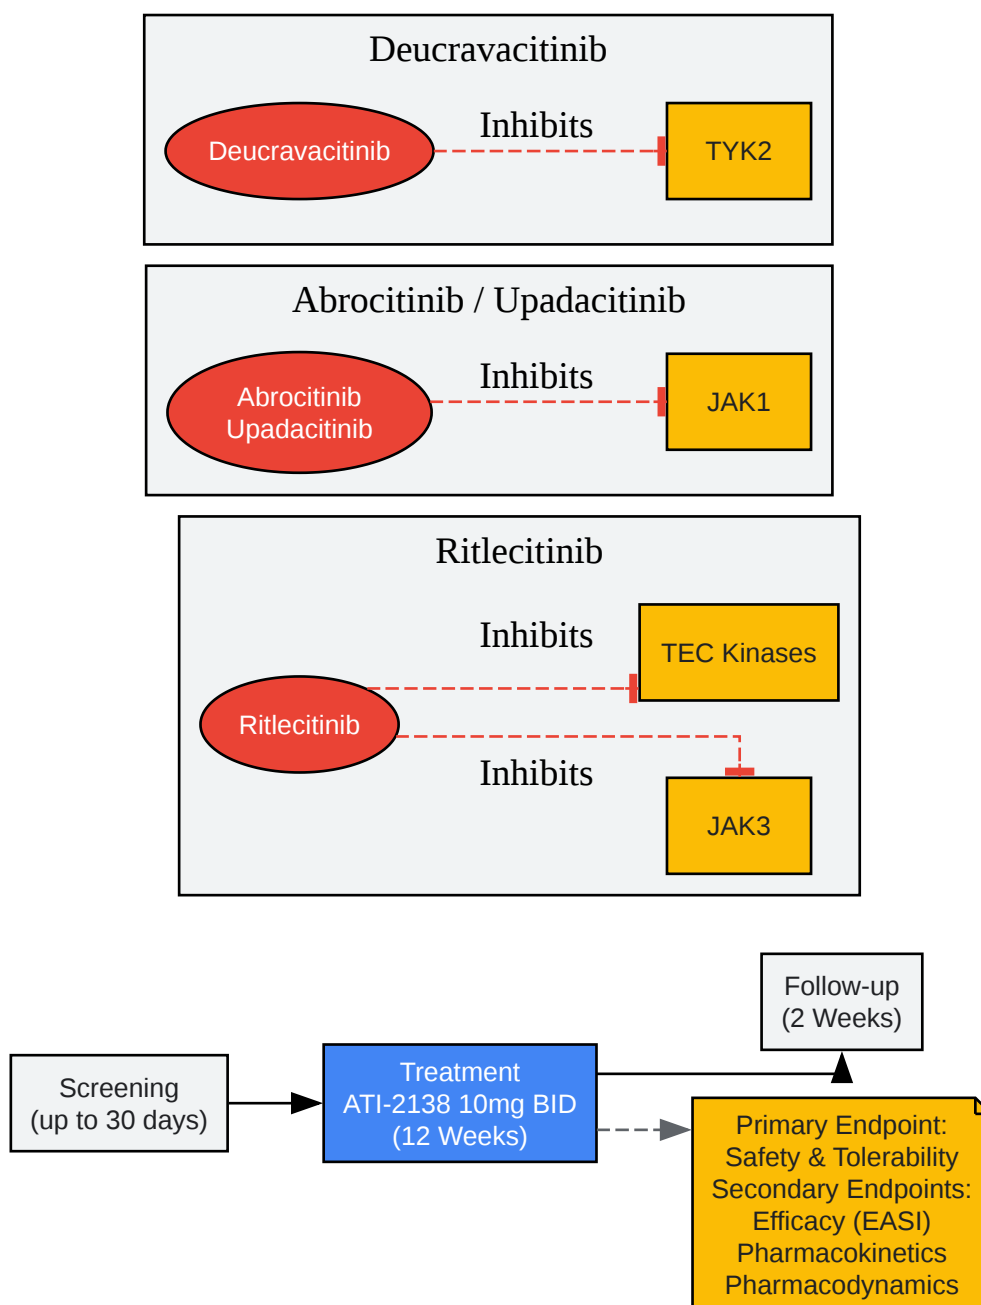 Deucravacitinib
Inhibits
Deucravacitinib
TYK2
Abrocitinib / Upadacitinib
Inhibits
Abrocitinib
Upadacitinib
JAK1
Ritlecitinib
Inhibits
TEC Kinases
Ritlecitinib
Inhibits
JAK3
Follow-up
(2 Weeks)
Screening
(up to 30 days)
Treatment
ATI-2138 10mg BID
(12 Weeks)
Primary Endpoint:
Safety & Tolerability
Secondary Endpoints:
Efficacy (EASI)
Pharmacokinetics
Pharmacodynamics